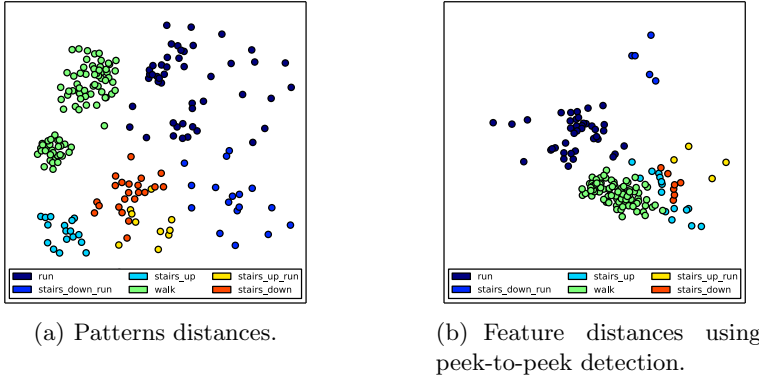 run
stairs_up
stairs_up_run
stairs_down_run
walk
stairs_down
run
stairs_up
stairs_up_run
stairs_down_run
walk
stairs_down
(a) Patterns distances.
(b) Feature distances using
peek-to-peek detection.